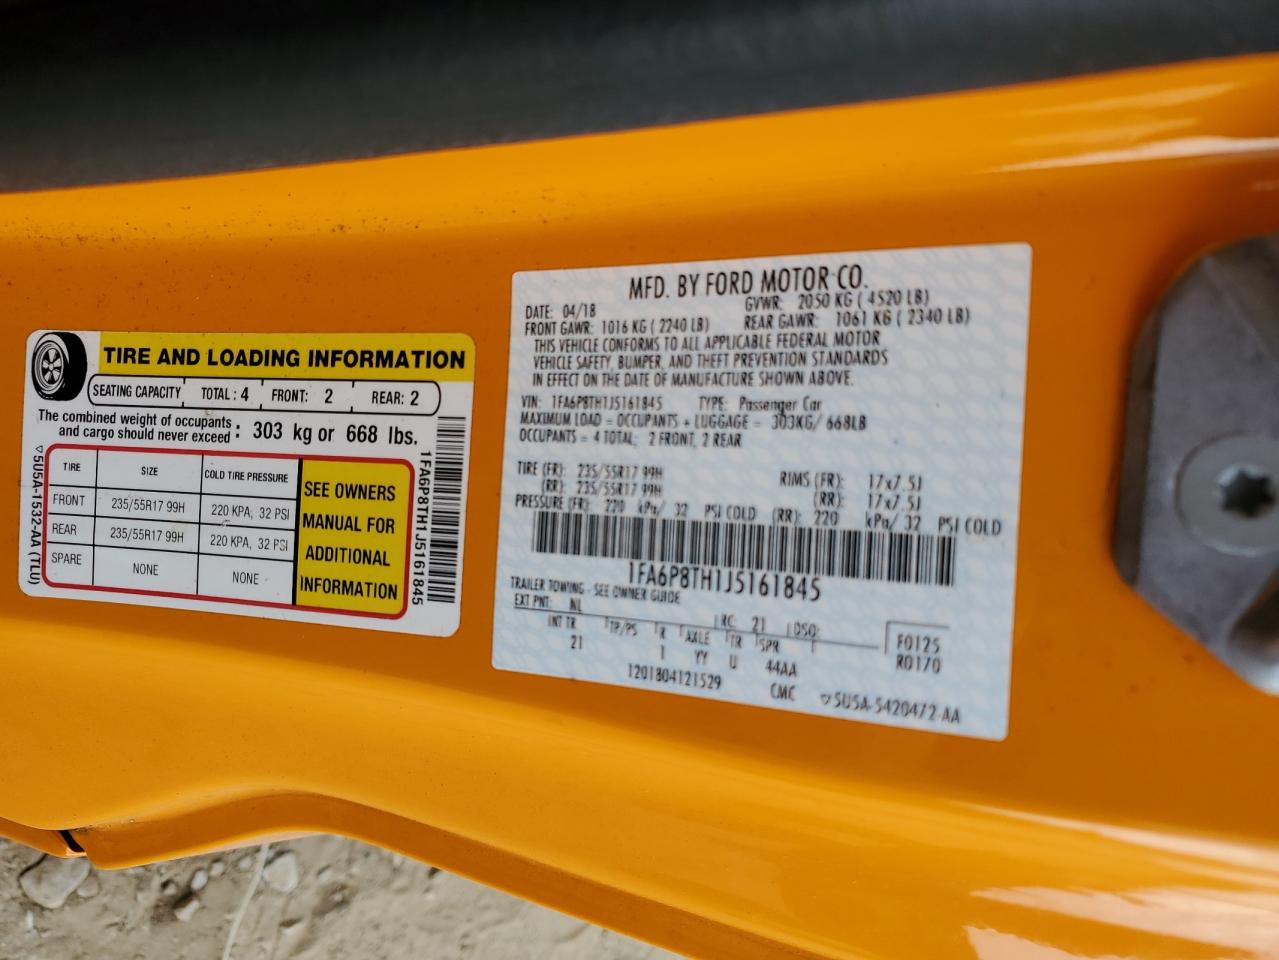 TIRE AND LOADING INFORMATION
SEATING CAPACITY TOTAL : 4 FRONT: 2 REAR: 2
The combined weight of occupants
and cargo should never exceed : 303 kg or 668 lbs.
TIRE SIZE COLD TIRE PRESSURE
FRONT 235/55R17 99H 220 KPA, 32 PSI
REAR 235/55R17 99H 220 KPA, 32 PSI
SPARE NONE NONE
SEE OWNERS
MANUAL FOR
ADDITIONAL
INFORMATION
▽5U5A-1532-AA (TLU)
1FA6P8TH1J5161845
MFD. BY FORD MOTOR CO.
DATE: 04/18 GVWR: 2050 KG ( 4520 LB)
FRONT GAWR: 1016 KG ( 2240 LB) REAR GAWR: 1061 KG ( 2340 LB)
THIS VEHICLE CONFORMS TO ALL APPLICABLE FEDERAL MOTOR
VEHICLE SAFETY, BUMPER, AND THEFT PREVENTION STANDARDS
IN EFFECT ON THE DATE OF MANUFACTURE SHOWN ABOVE.
VIN: 1FA6P8TH1J5161845 TYPE: Passenger Car
MAXIMUM LOAD = OCCUPANTS + LUGGAGE = 303KG/ 668LB
OCCUPANTS = 4 TOTAL; 2 FRONT, 2 REAR
TIRE (FR): 235/55R17 99H RIMS (FR): 17x7.5J
(RR): 235/55R17 99H (RR): 17x7.5J
PRESSURE (FR): 220 kPa/ 32 PSI COLD (RR): 220 kPa/ 32 PSI COLD
1FA6P8TH1J5161845
TRAILER TOWING - SEE OWNER GUIDE
EXT PNT: NL RC: 21 DSO:
INT TR TP/PS R AXLE TR SPR
21 1 YY U 44AA
F0125
R0170
1201804121529 CMC ▽5U5A-5420472-AA